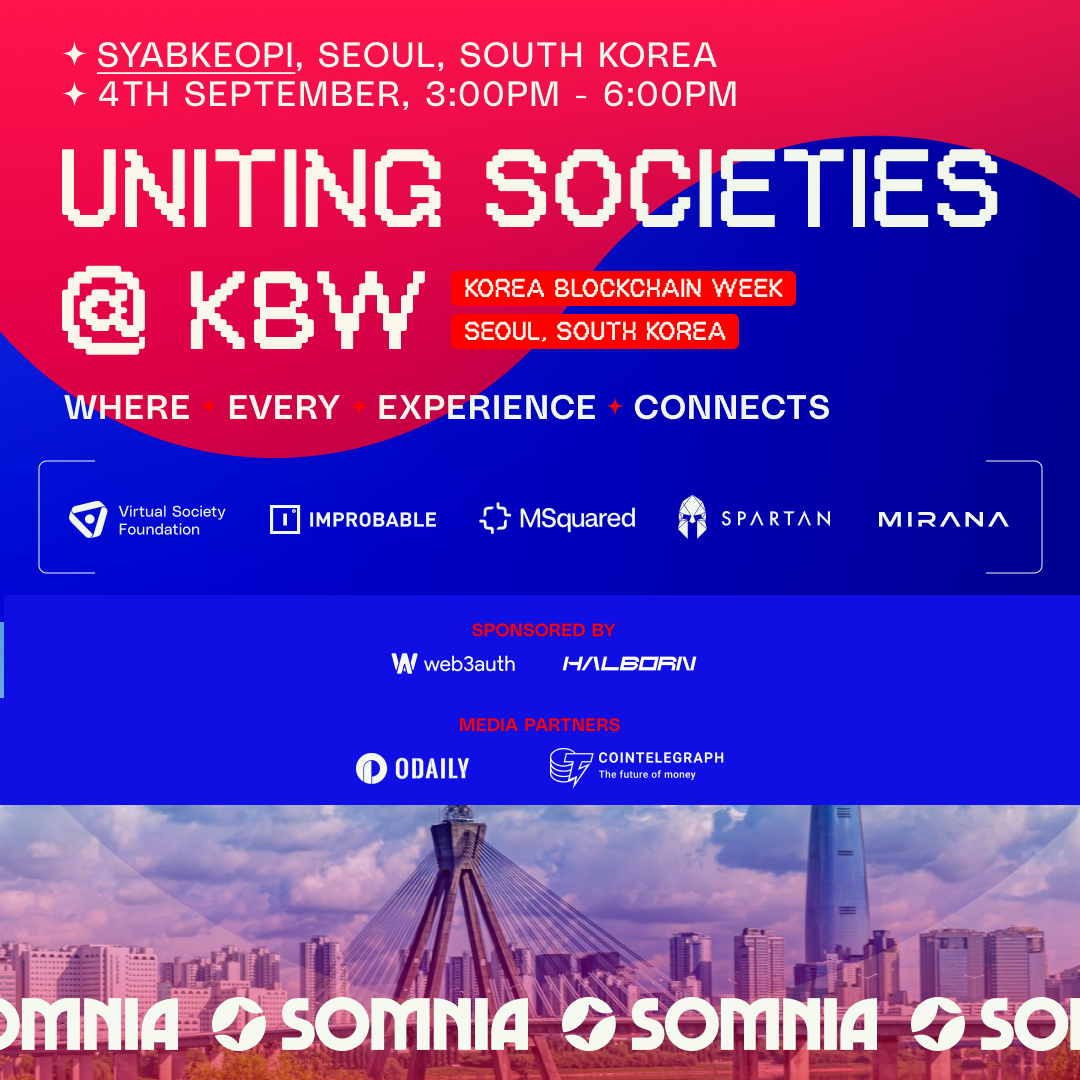 SYABKEOPI, SEOUL, SOUTH KOREA
4TH SEPTEMBER, 3:00PM - 6:00PM
UNITING SOCIETIES
@ KBW
KOREA BLOCKCHAIN WEEK
SEOUL, SOUTH KOREA
WHERE ✦ EVERY ✦ EXPERIENCE ✦ CONNECTS
Virtual Society
Foundation
IMPROBABLE
MSquared
SPARTAN
MIRANA
SPONSORED BY
web3auth HALBORN
MEDIA PARTNERS
ODAILY
COINTELEGRAPH
The future of money
OMNIA SOMNIA SOMNIA SO